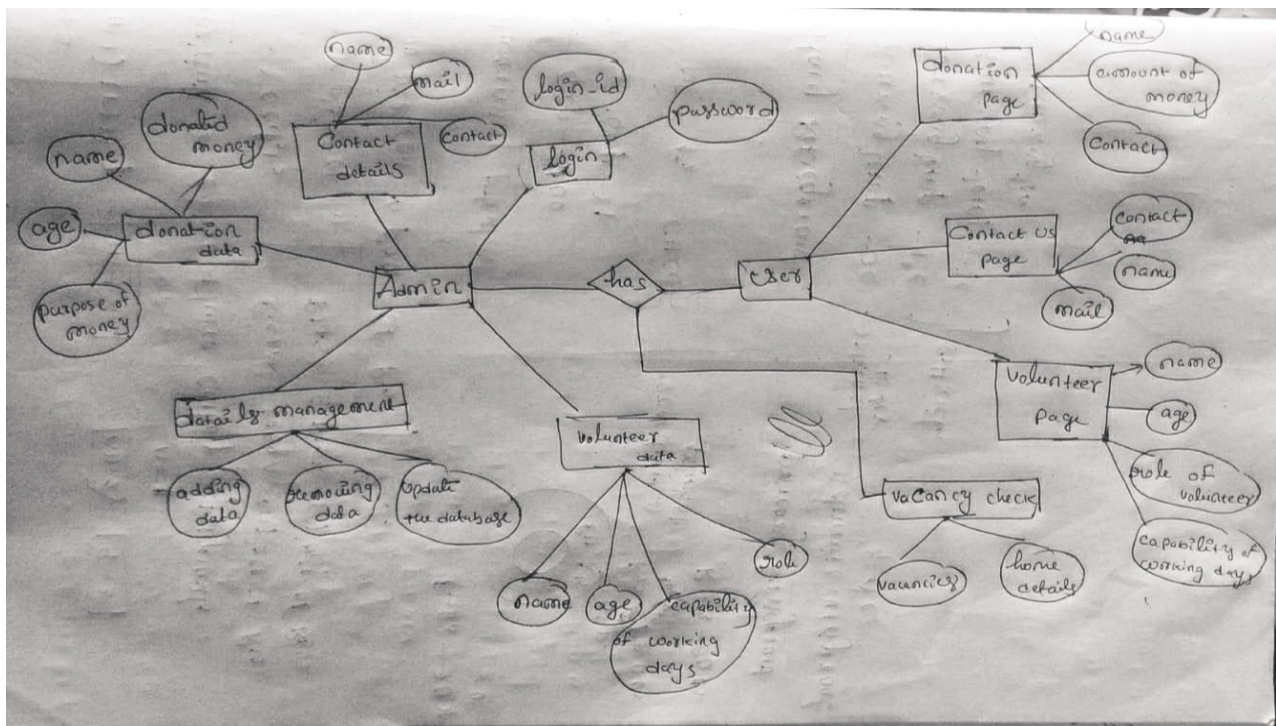 name
mail
Contact
Contact
details
login-id
password
login
donated
money
name
age
donation
data
purpose of
money
Admin
has
User
donation
page
name
amount of
money
Contact
Contact us
page
Contact
name
mail
Volunteer
page
name
age
role of
volunteer
capability of
working days
details management
adding
data
removing
data
update
the database
Volunteer
data
name
age
capability
of working
days
role
vacancy check
vacancies
home
details